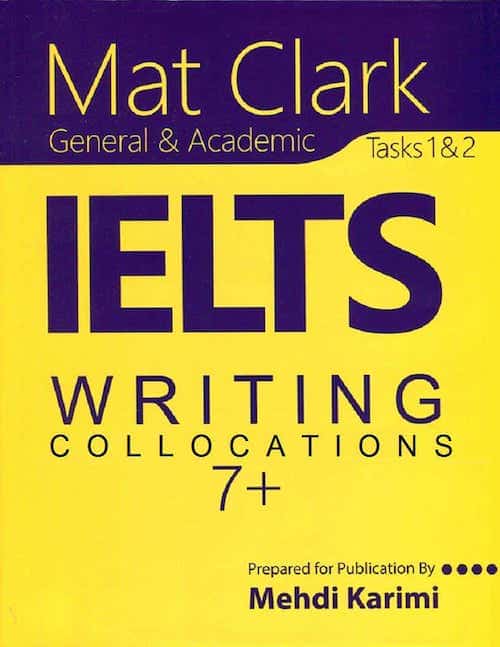 Mat Clark
General & Academic
Tasks 1 & 2
IELTS
WRITING
COLLOCATIONS
7+
Prepared for Publication By
Mehdi Karimi